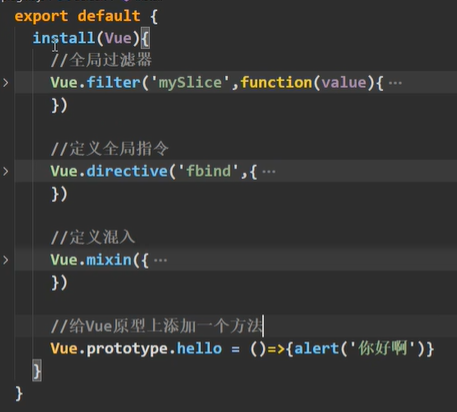 export default {
install(Vue){
//全局过滤器
Vue.filter('mySlice',function(value){ ⋯
})
//定义全局指令
Vue.directive('fbind',{ ⋯
})
//定义混入
Vue.mixin({ ⋯
})
//给Vue原型上添加一个方法
Vue.prototype.hello = ()=>{alert('你好啊')}
}
}